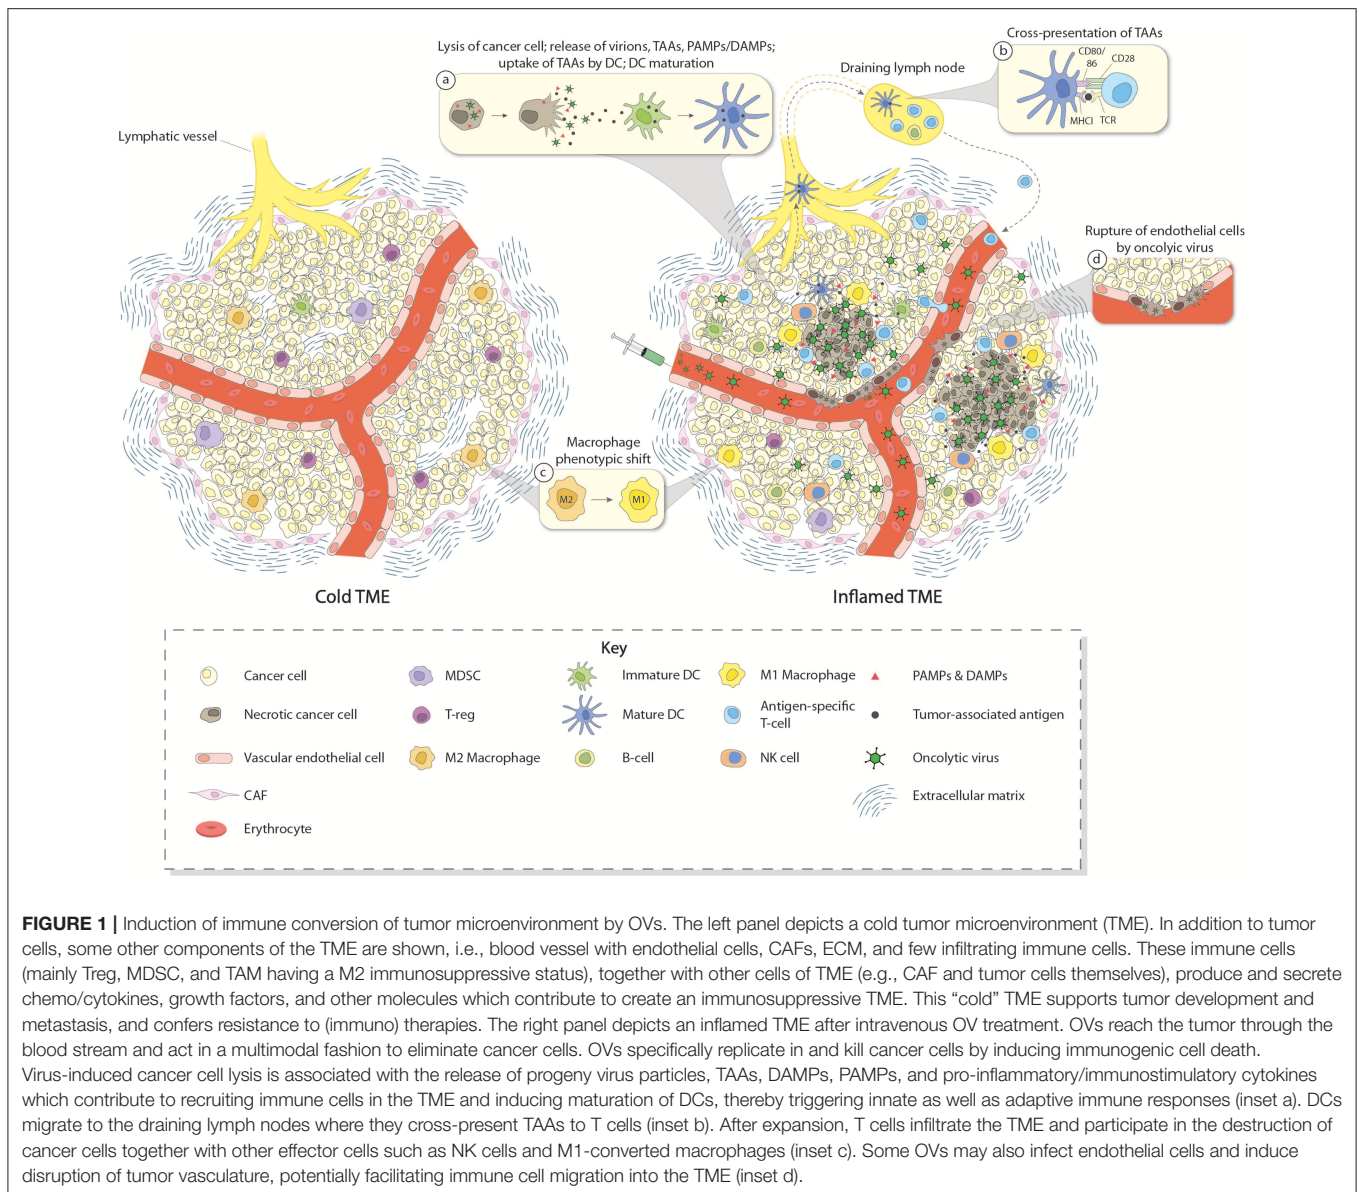 Lysis of cancer cell; release of virions, TAAs, PAMPs/DAMPs;
uptake of TAAs by DC; DC maturation
a
Lymphatic vessel
Draining lymph node
Cross-presentation of TAAs
b
CD80/
86
CD28
MHCI
TCR
Rupture of endothelial cells
by oncolyic virus
d
Macrophage
phenotypic shift
c
M2
M1
Cold TME
Inflamed TME
Key
Cancer cell
MDSC
Immature DC
M1 Macrophage
PAMPs & DAMPs
Necrotic cancer cell
T-reg
Mature DC
Antigen-specific
T-cell
Tumor-associated antigen
Vascular endothelial cell
M2 Macrophage
B-cell
NK cell
Oncolytic virus
CAF
Extracellular matrix
Erythrocyte
FIGURE 1 | Induction of immune conversion of tumor microenvironment by OVs. The left panel depicts a cold tumor microenvironment (TME). In addition to tumor
cells, some other components of the TME are shown, i.e., blood vessel with endothelial cells, CAFs, ECM, and few infiltrating immune cells. These immune cells
(mainly Treg, MDSC, and TAM having a M2 immunosuppressive status), together with other cells of TME (e.g., CAF and tumor cells themselves), produce and secrete
chemo/cytokines, growth factors, and other molecules which contribute to create an immunosuppressive TME. This “cold” TME supports tumor development and
metastasis, and confers resistance to (immuno) therapies. The right panel depicts an inflamed TME after intravenous OV treatment. OVs reach the tumor through the
blood stream and act in a multimodal fashion to eliminate cancer cells. OVs specifically replicate in and kill cancer cells by inducing immunogenic cell death.
Virus-induced cancer cell lysis is associated with the release of progeny virus particles, TAAs, DAMPs, PAMPs, and pro-inflammatory/immunostimulatory cytokines
which contribute to recruiting immune cells in the TME and inducing maturation of DCs, thereby triggering innate as well as adaptive immune responses (inset a). DCs
migrate to the draining lymph nodes where they cross-present TAAs to T cells (inset b). After expansion, T cells infiltrate the TME and participate in the destruction of
cancer cells together with other effector cells such as NK cells and M1-converted macrophages (inset c). Some OVs may also infect endothelial cells and induce
disruption of tumor vasculature, potentially facilitating immune cell migration into the TME (inset d).